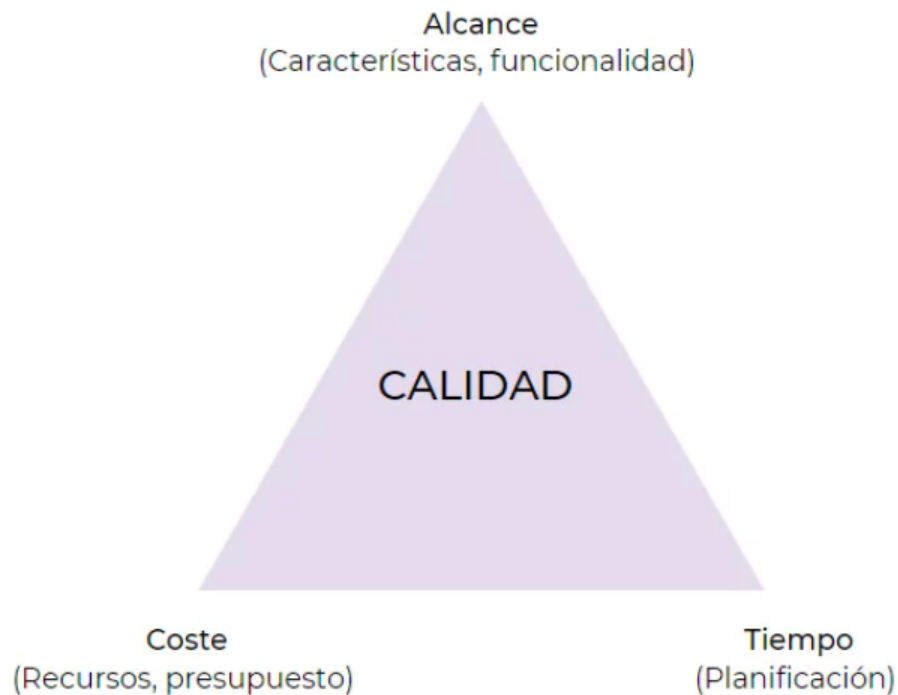 Alcance
(Características, funcionalidad)
CALIDAD
Coste
(Recursos, presupuesto)
Tiempo
(Planificación)